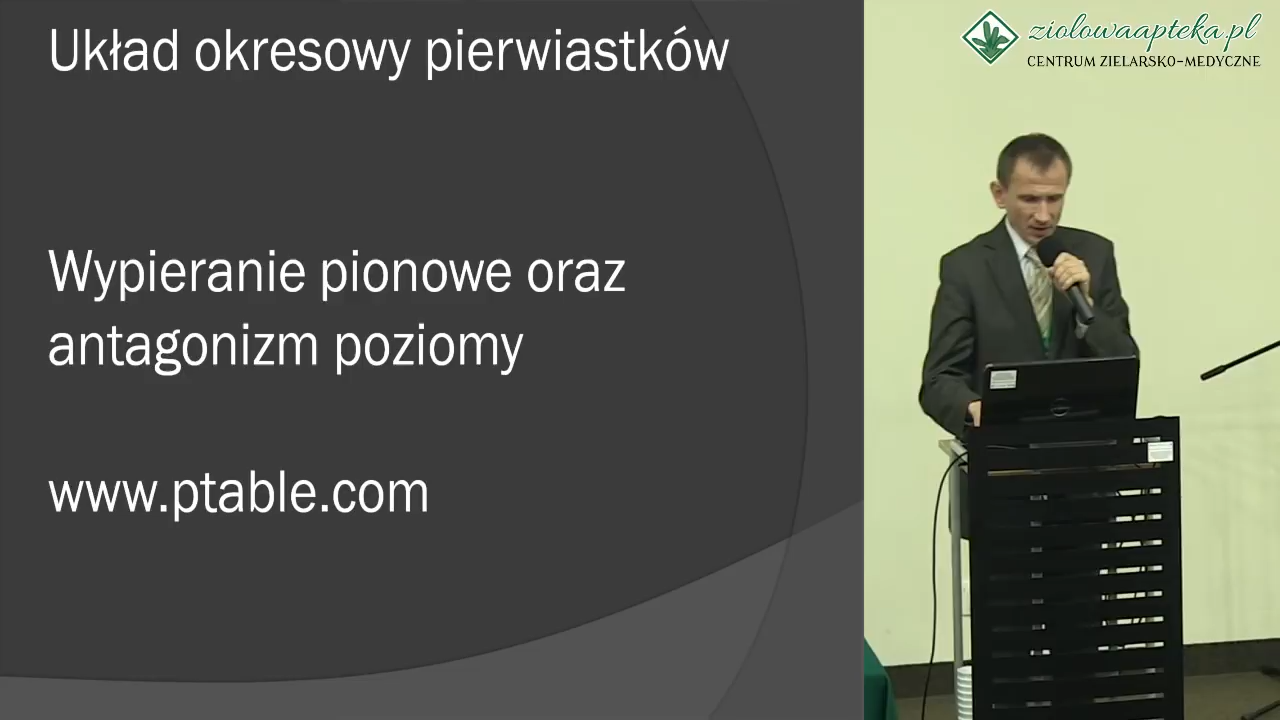 Układ okresowy pierwiastków
Wypieranie pionowe oraz
antagonizm poziomy
www.ptable.com
ziolowaapteka.pl
CENTRUM ZIELARSKO-MEDYCZNE